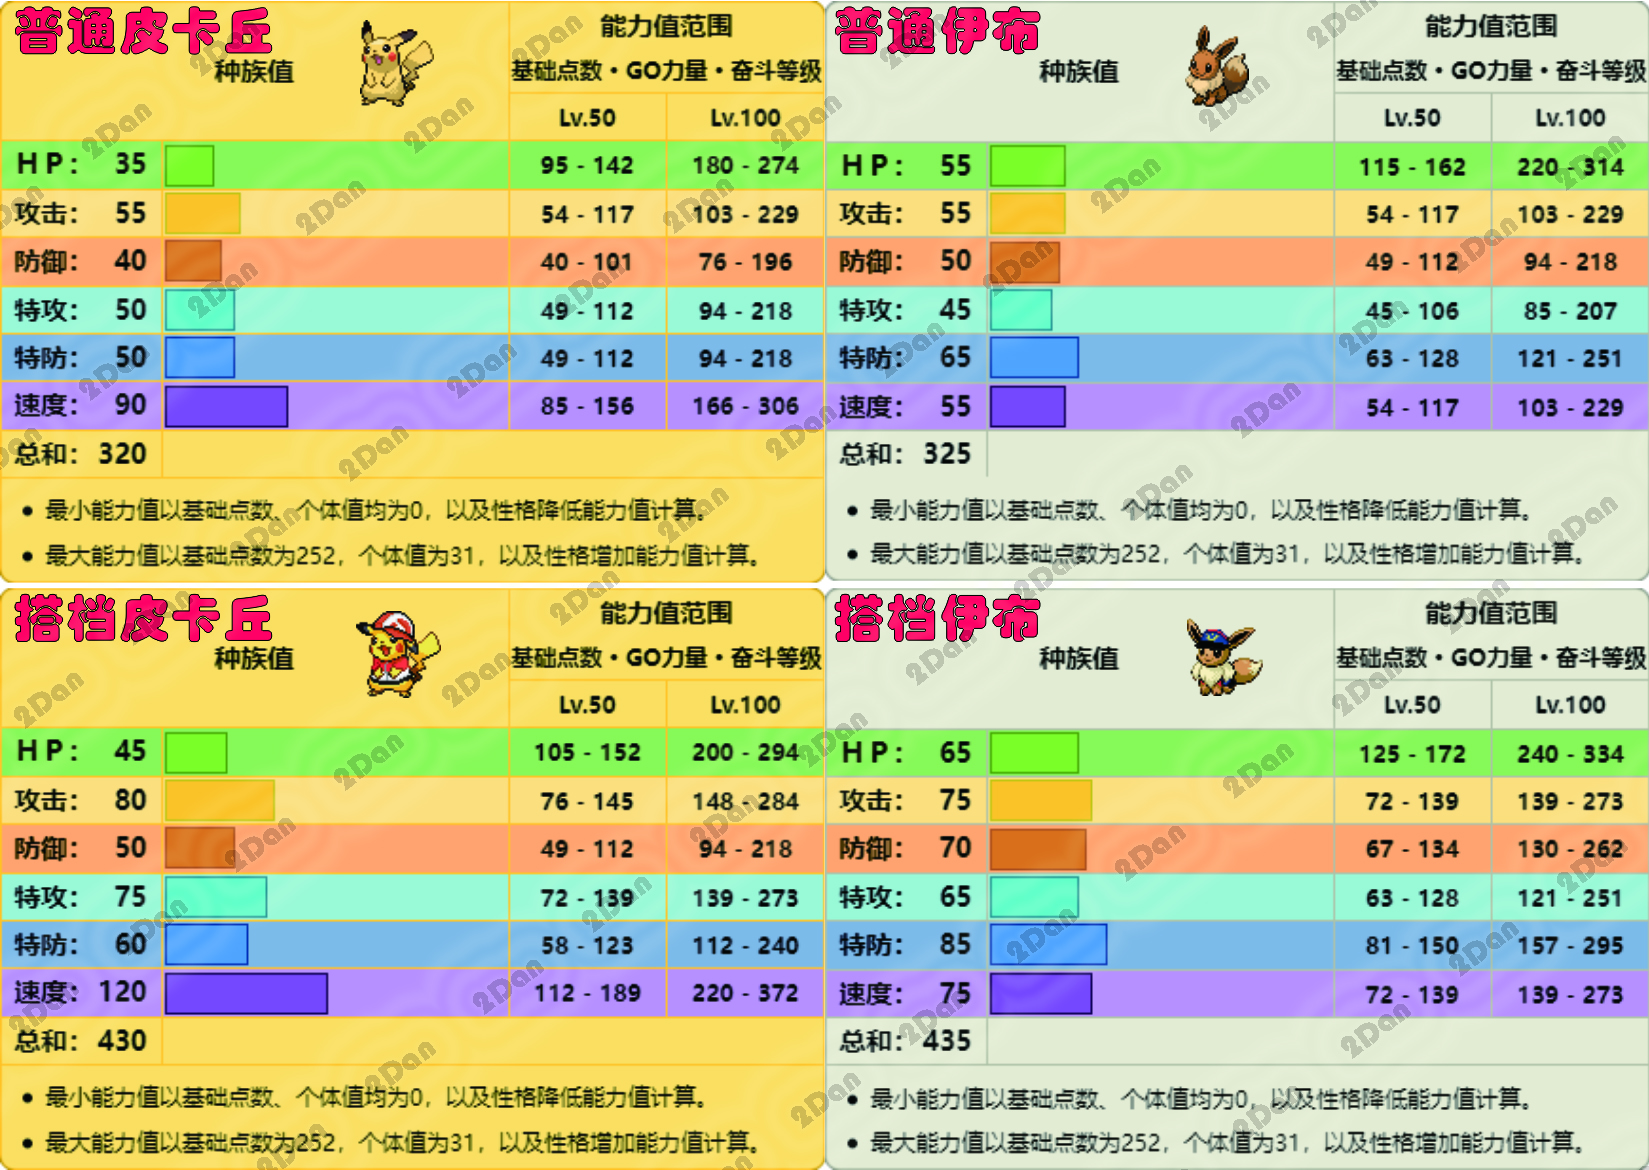 普通皮卡丘
种族值
能力值范围
基础点数・GO力量・奋斗等级
Lv.50 Lv.100
HP: 35 95 - 142 180 - 274
攻击: 55 54 - 117 103 - 229
防御: 40 40 - 101 76 - 196
特攻: 50 49 - 112 94 - 218
特防: 50 49 - 112 94 - 218
速度: 90 85 - 156 166 - 306
总和: 320
• 最小能力值以基础点数、个体值均为0，以及性格降低能力值计算。
• 最大能力值以基础点数为252，个体值为31，以及性格增加能力值计算。
普通伊布
种族值
能力值范围
基础点数・GO力量・奋斗等级
Lv.50 Lv.100
HP: 55 115 - 162 220 - 314
攻击: 55 54 - 117 103 - 229
防御: 50 49 - 112 94 - 218
特攻: 45 45 - 106 85 - 207
特防: 65 63 - 128 121 - 251
速度: 55 54 - 117 103 - 229
总和: 325
• 最小能力值以基础点数、个体值均为0，以及性格降低能力值计算。
• 最大能力值以基础点数为252，个体值为31，以及性格增加能力值计算。
搭档皮卡丘
种族值
能力值范围
基础点数・GO力量・奋斗等级
Lv.50 Lv.100
HP: 45 105 - 152 200 - 294
攻击: 80 76 - 145 148 - 284
防御: 50 49 - 112 94 - 218
特攻: 75 72 - 139 139 - 273
特防: 60 58 - 123 112 - 240
速度: 120 112 - 189 220 - 372
总和: 430
• 最小能力值以基础点数、个体值均为0，以及性格降低能力值计算。
• 最大能力值以基础点数为252，个体值为31，以及性格增加能力值计算。
搭档伊布
种族值
能力值范围
基础点数・GO力量・奋斗等级
Lv.50 Lv.100
HP: 65 125 - 172 240 - 334
攻击: 75 72 - 139 139 - 273
防御: 70 67 - 134 130 - 262
特攻: 65 63 - 128 121 - 251
特防: 85 81 - 150 157 - 295
速度: 75 72 - 139 139 - 273
总和: 435
• 最小能力值以基础点数、个体值均为0，以及性格降低能力值计算。
• 最大能力值以基础点数为252，个体值为31，以及性格增加能力值计算。
2Dan